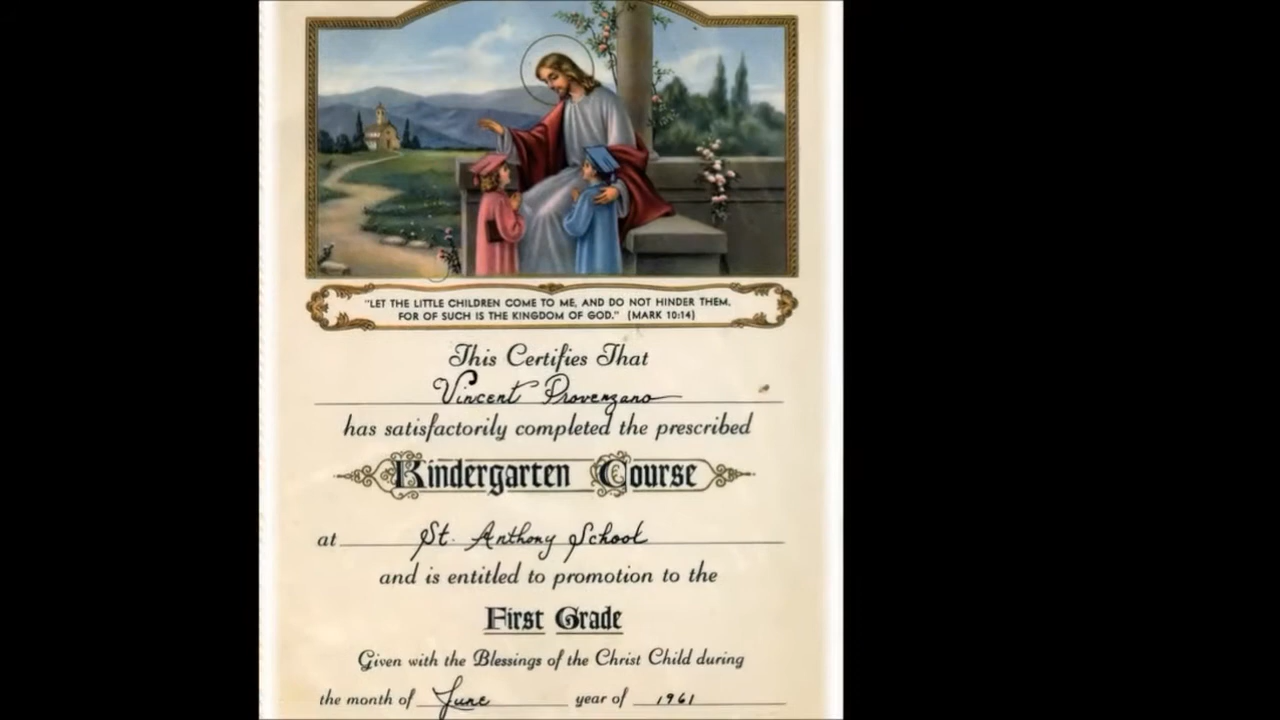 "LET THE LITTLE CHILDREN COME TO ME, AND DO NOT HINDER THEM,
FOR OF SUCH IS THE KINGDOM OF GOD." (MARK 10:14)
This Certifies That
Vincent Provenzano
has satisfactorily completed the prescribed
Kindergarten Course
at St. Anthony School
and is entitled to promotion to the
First Grade
Given with the Blessings of the Christ Child during
the month of June year of 1961